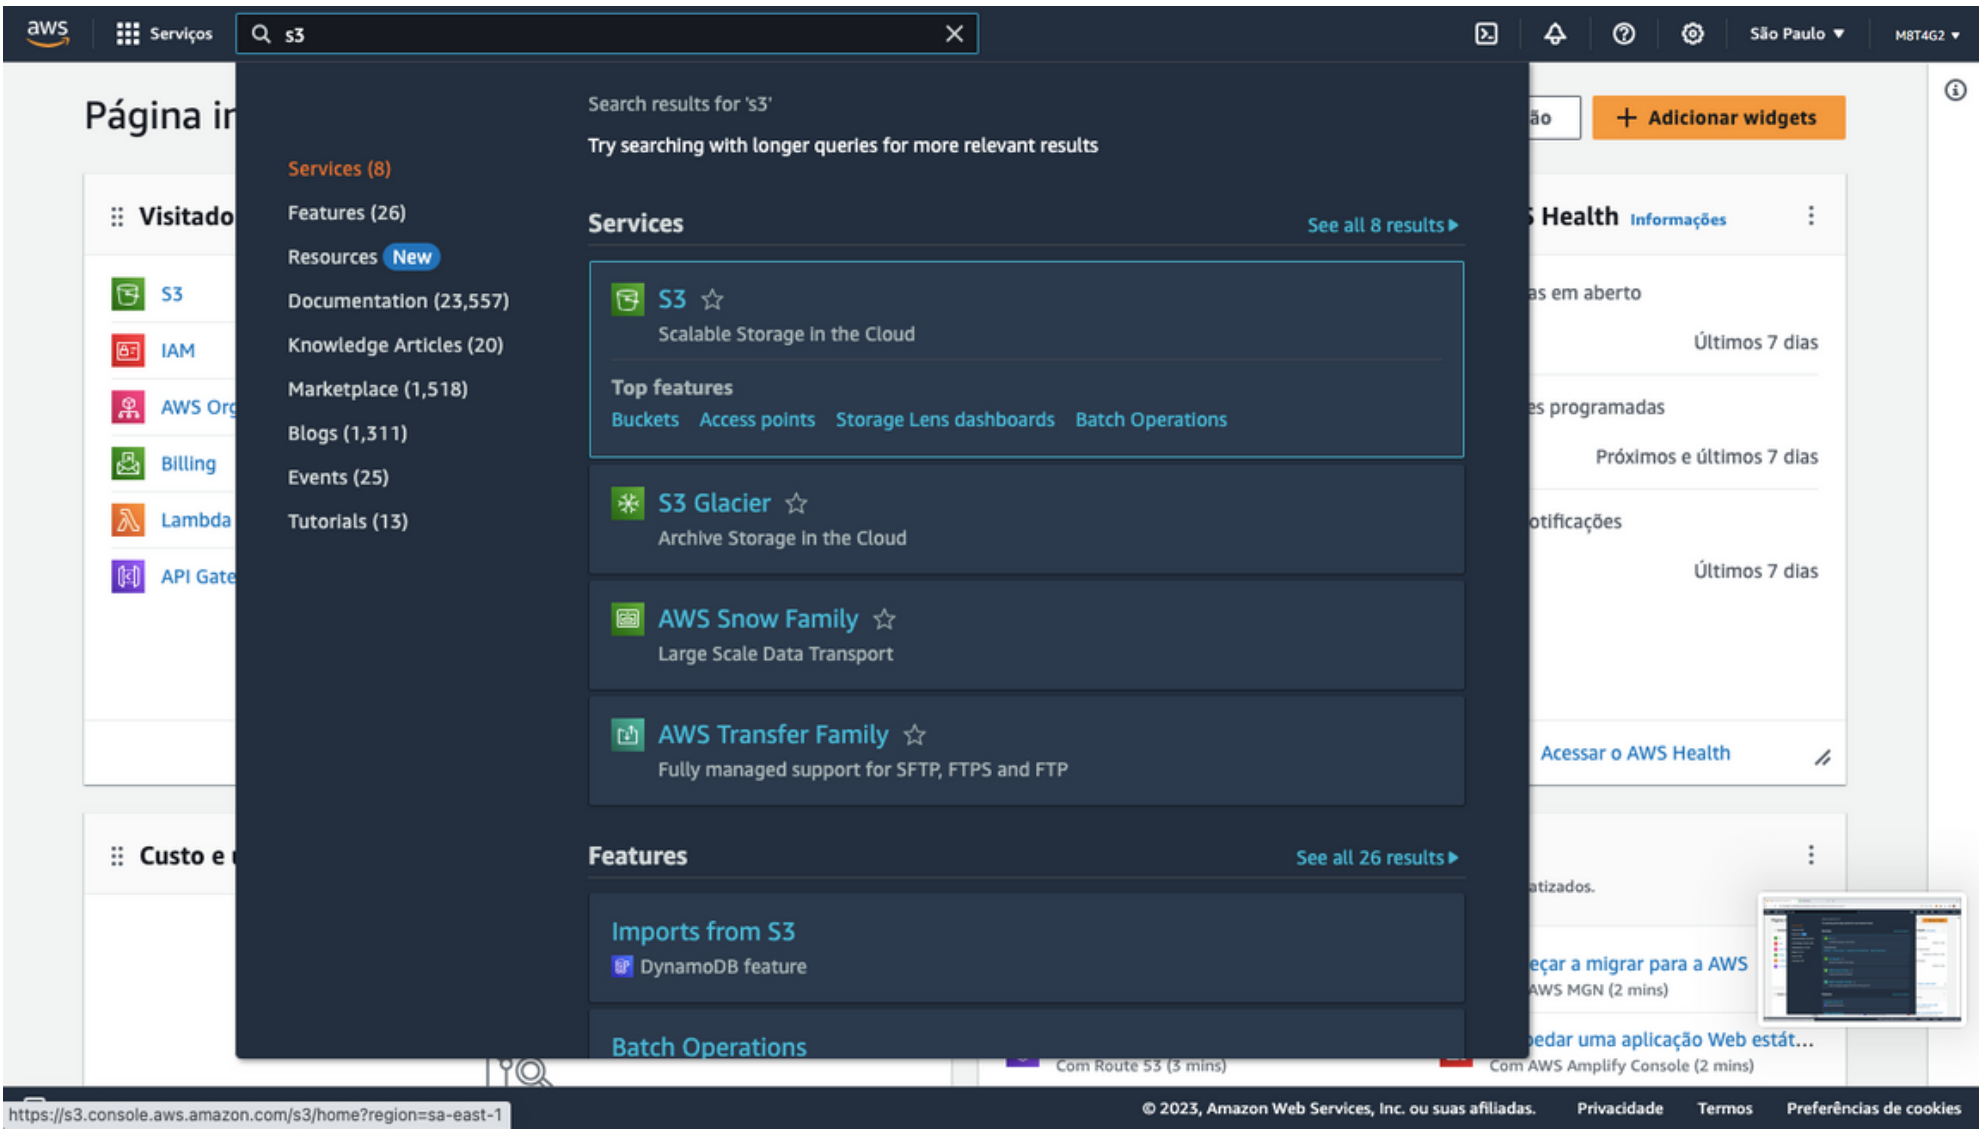 aws
Serviços
s3
São Paulo ▼
M8T4G2 ▼
Página in
ão
+ Adicionar widgets
Search results for 's3'
Try searching with longer queries for more relevant results
Services (8)
Features (26)
Resources New
Documentation (23,557)
Knowledge Articles (20)
Marketplace (1,518)
Blogs (1,311)
Events (25)
Tutorials (13)
Visitado
S3
IAM
AWS Org
Billing
Lambda
API Gate
Services
See all 8 results
S3
Scalable Storage in the Cloud
Top features
Buckets Access points Storage Lens dashboards Batch Operations
S3 Glacier
Archive Storage in the Cloud
AWS Snow Family
Large Scale Data Transport
AWS Transfer Family
Fully managed support for SFTP, FTPS and FTP
Features
See all 26 results
Imports from S3
DynamoDB feature
Batch Operations
S Health Informações
as em aberto
Últimos 7 dias
es programadas
Próximos e últimos 7 dias
otificações
Últimos 7 dias
Acessar o AWS Health
Custo e u
atizados.
eçar a migrar para a AWS
AWS MGN (2 mins)
pedar uma aplicação Web estát...
Com Route 53 (3 mins)
Com AWS Amplify Console (2 mins)
https://s3.console.aws.amazon.com/s3/home?region=sa-east-1
© 2023, Amazon Web Services, Inc. ou suas afiliadas.
Privacidade
Termos
Preferências de cookies